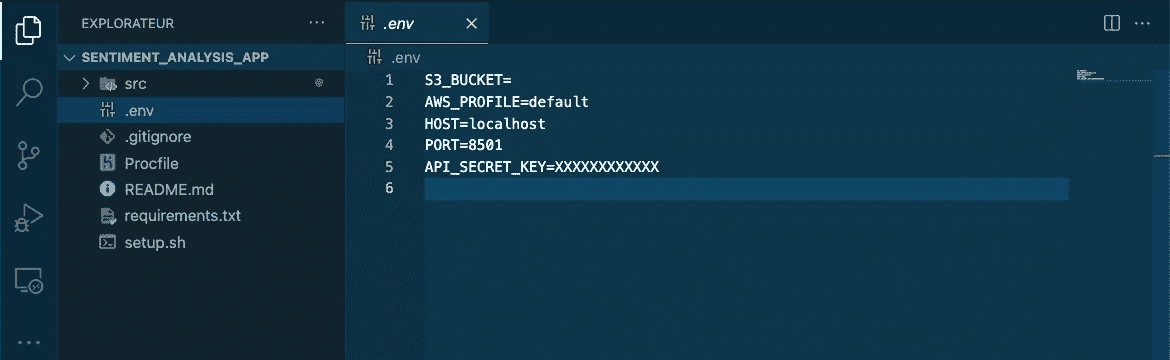 EXPLORATEUR
SENTIMENT_ANALYSIS_APP
src
.env
.gitignore
Procfile
README.md
requirements.txt
setup.sh
.env
.env
1 S3_BUCKET=
2 AWS_PROFILE=default
3 HOST=localhost
4 PORT=8501
5 API_SECRET_KEY=XXXXXXXXXXXX
6